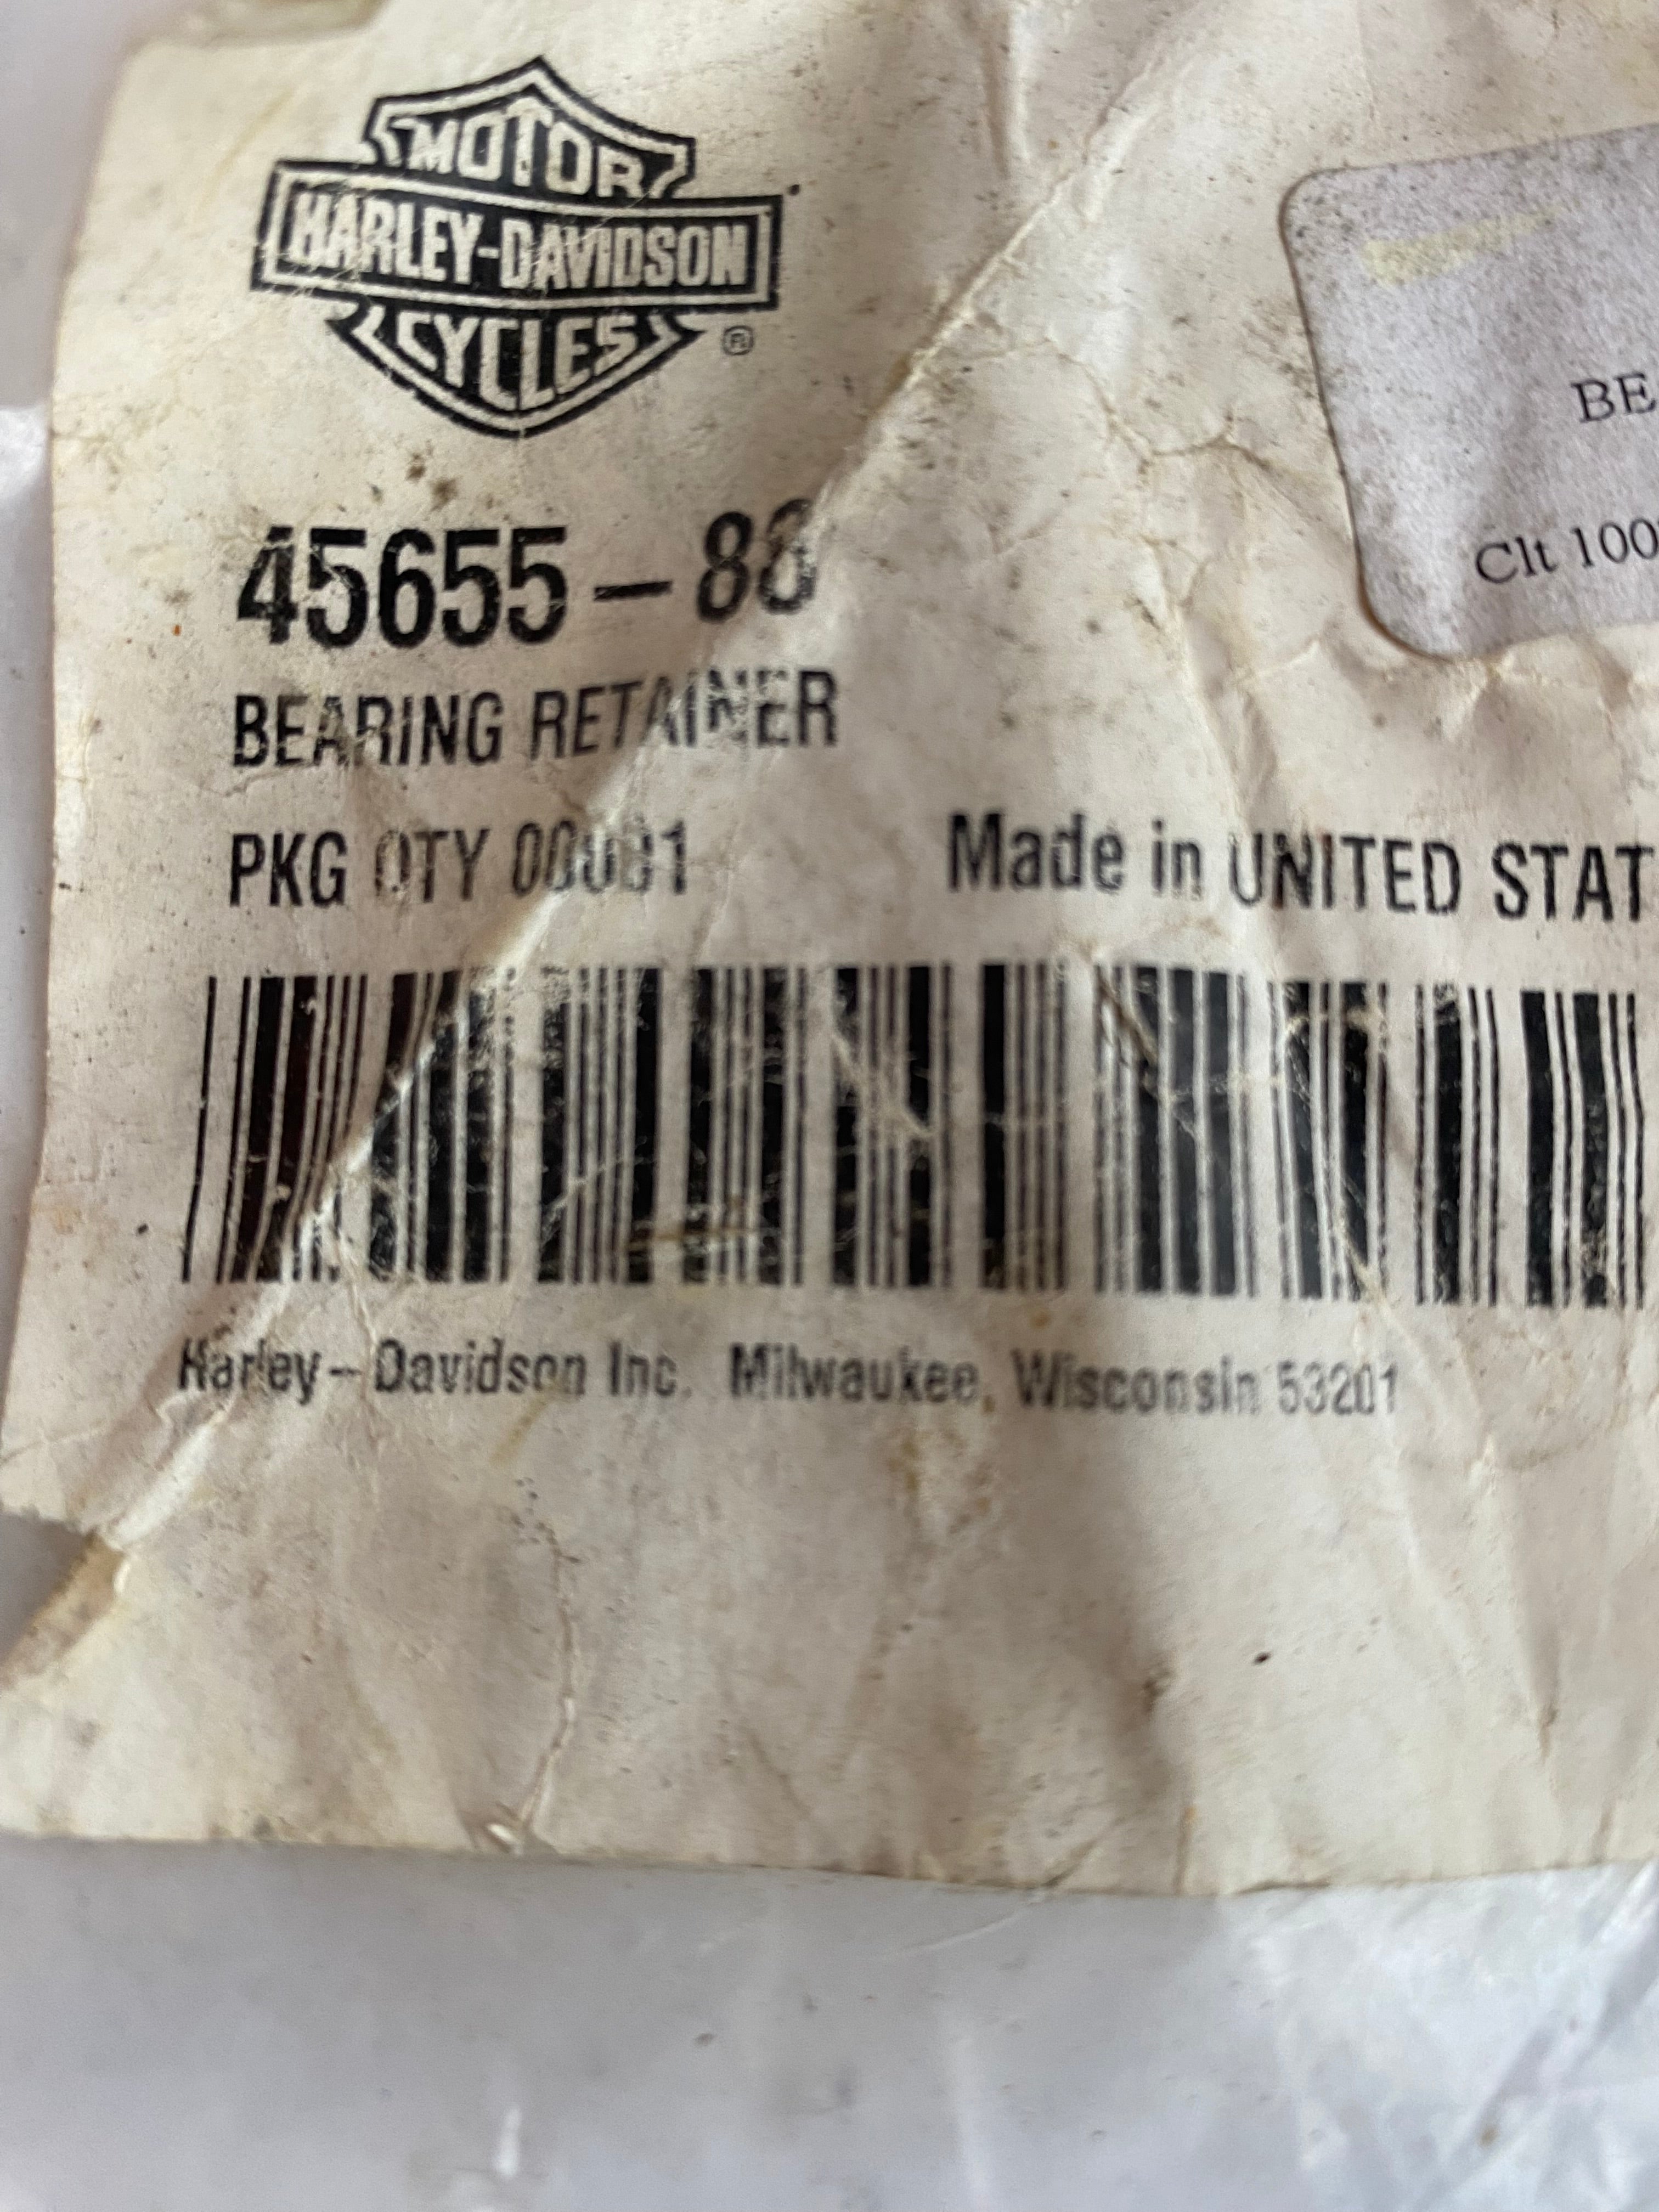 MOTOR
HARLEY-DAVIDSON
CYCLES
®
BE
Clt 100
45655-88
BEARING RETAINER
PKG QTY 00001
Made in UNITED STAT
Harley-Davidson Inc. Milwaukee, Wisconsin 53201